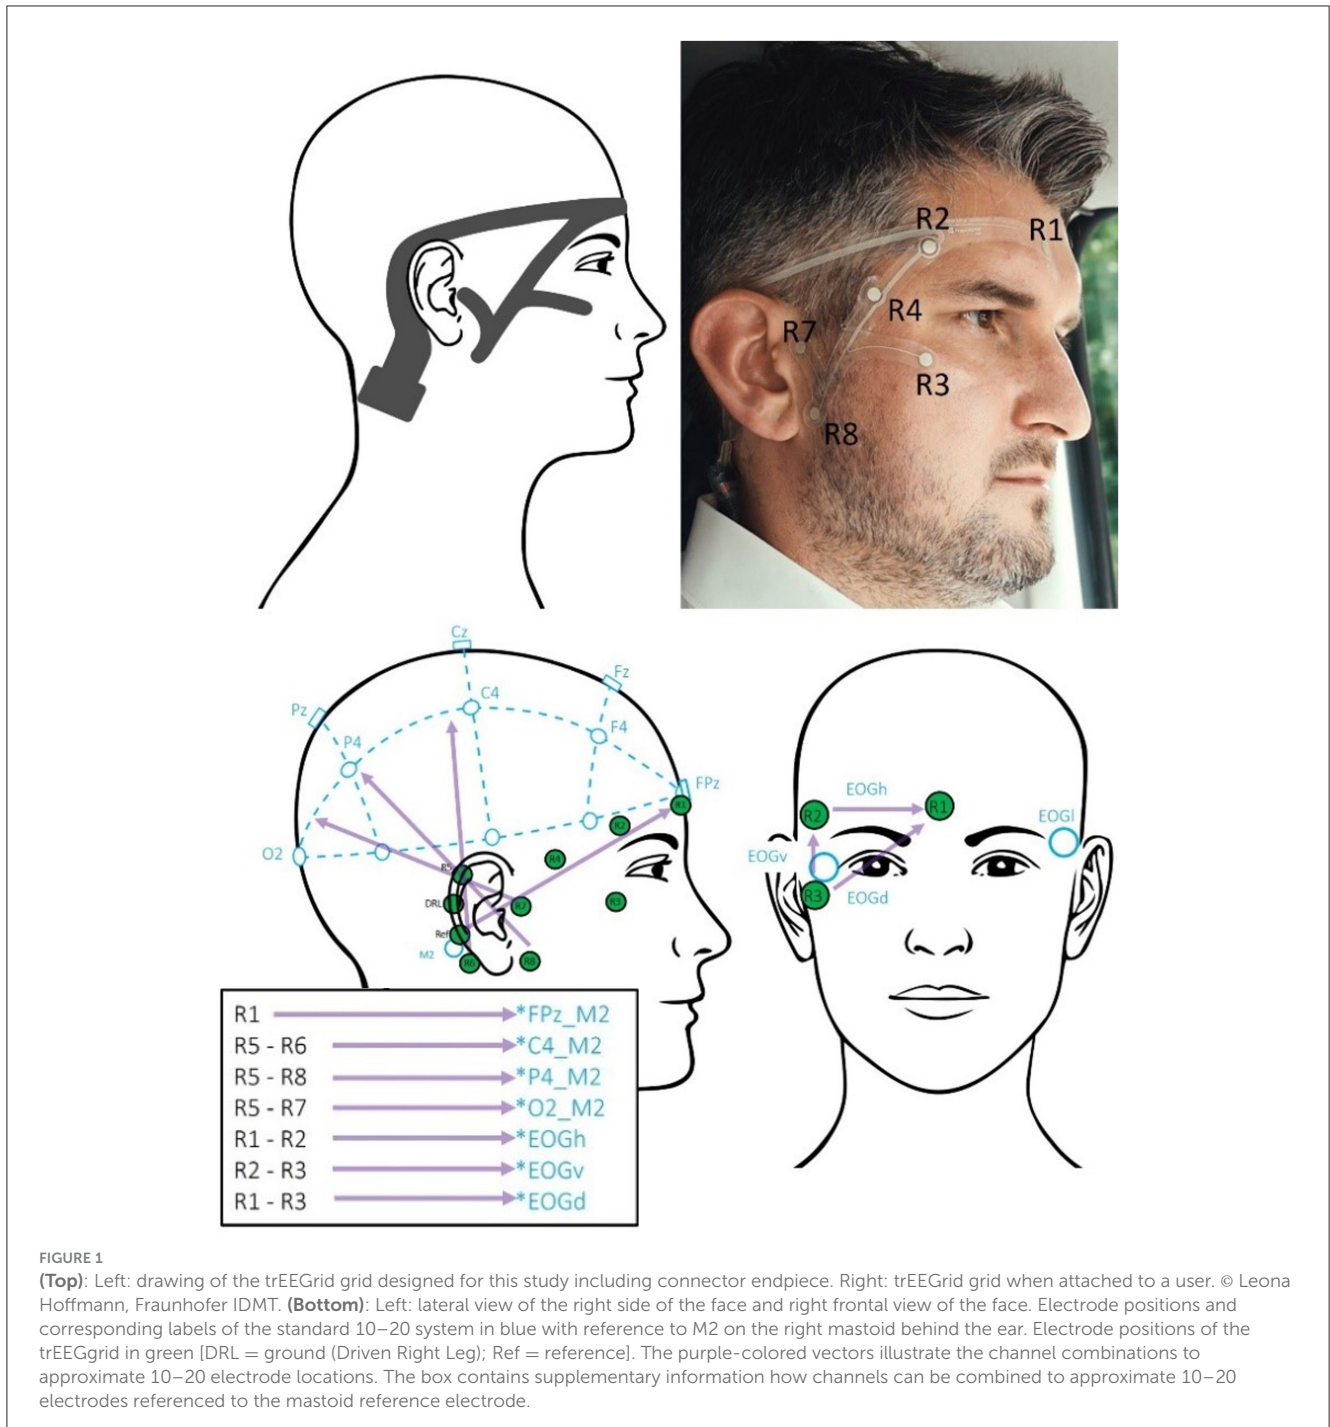 R2
R1
R4
R7
R3
R8
Cz
Fz
Pz
C4
F4
P4
FPz
R1
R2
O2
R4
R5
DRL
R7
R3
Ref
M2
R6
R8
EOGh
R2
R1
EOGl
EOGv
R3
EOGd
R1 *FPz_M2
R5 - R6 *C4_M2
R5 - R8 *P4_M2
R5 - R7 *O2_M2
R1 - R2 *EOGh
R2 - R3 *EOGv
R1 - R3 *EOGd
FIGURE 1
(Top): Left: drawing of the trEEGrid grid designed for this study including connector endpiece. Right: trEEGrid grid when attached to a user. © Leona
Hoffmann, Fraunhofer IDMT. (Bottom): Left: lateral view of the right side of the face and right frontal view of the face. Electrode positions and
corresponding labels of the standard 10–20 system in blue with reference to M2 on the right mastoid behind the ear. Electrode positions of the
trEEGgrid in green [DRL = ground (Driven Right Leg); Ref = reference]. The purple-colored vectors illustrate the channel combinations to
approximate 10–20 electrode locations. The box contains supplementary information how channels can be combined to approximate 10–20
electrodes referenced to the mastoid reference electrode.